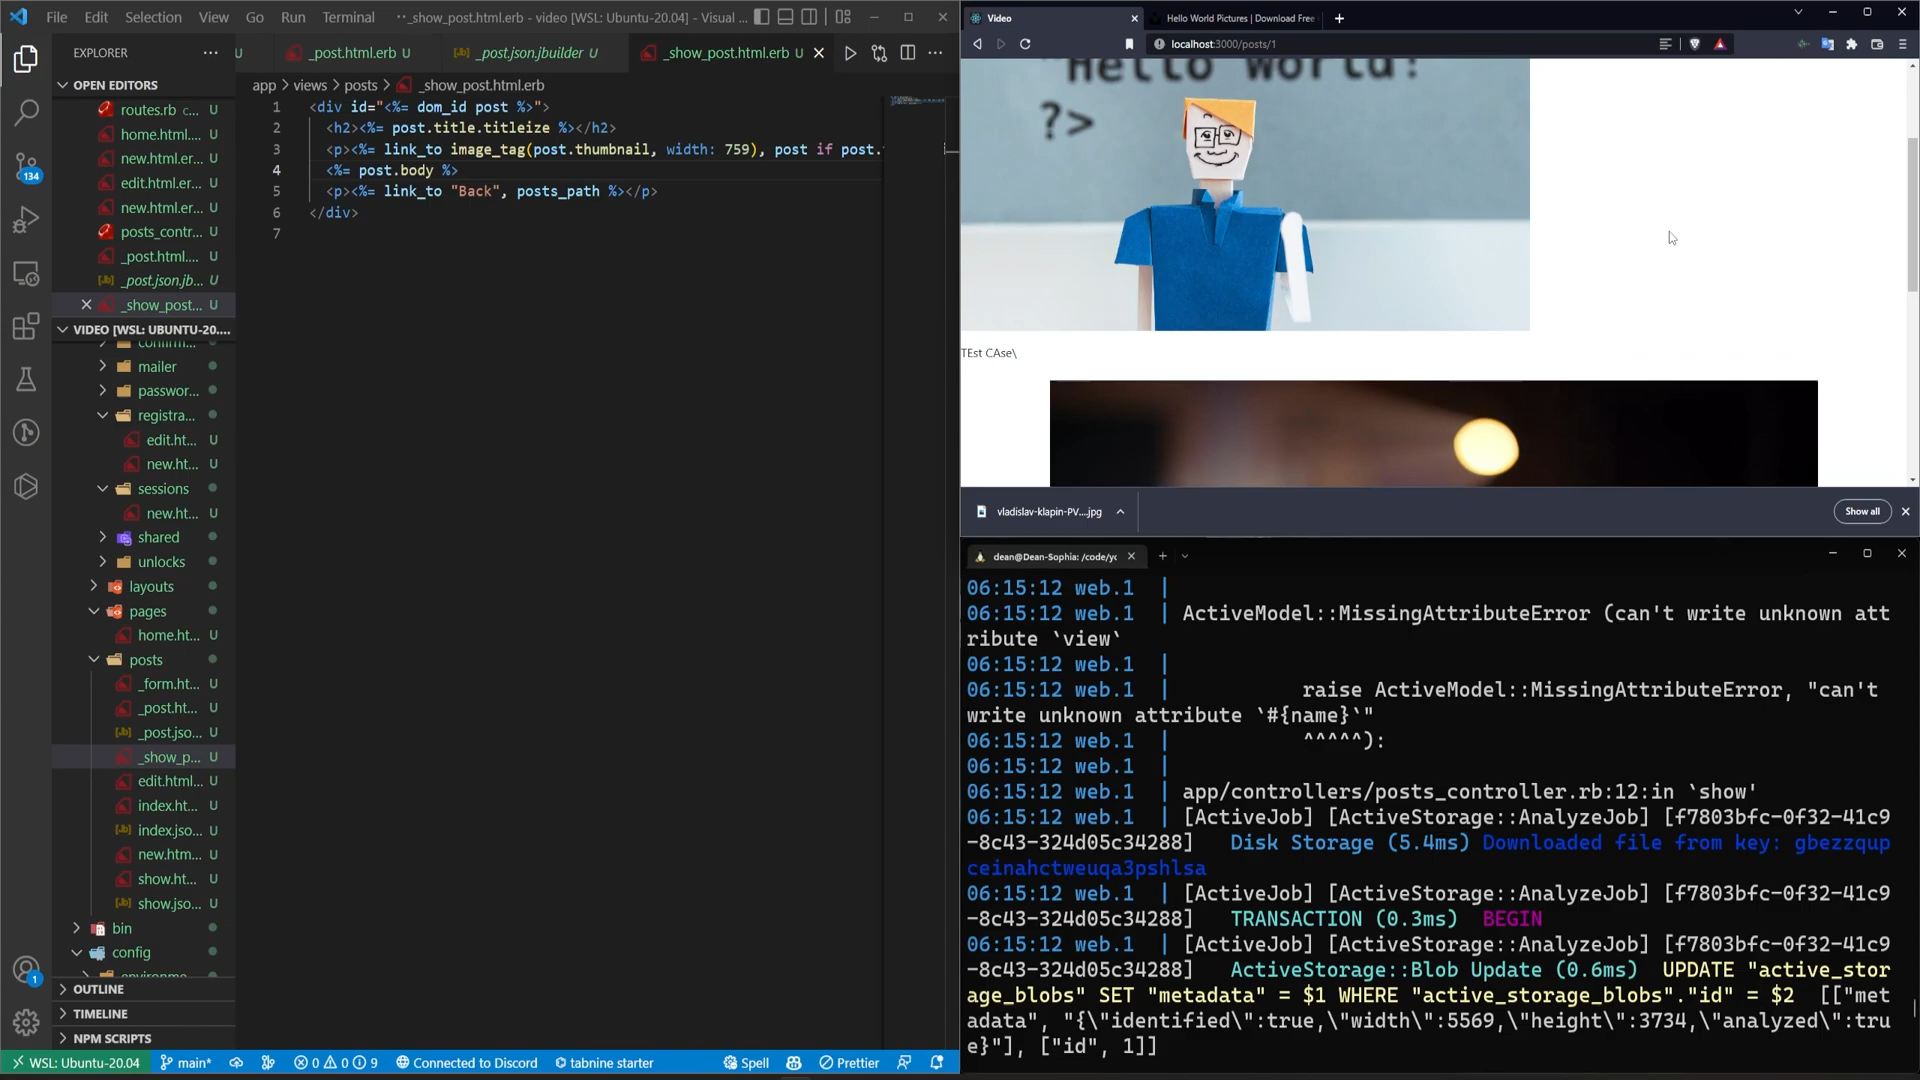 File Edit Selection View Go Run Terminal ·· _show_post.html.erb - video [WSL: Ubuntu-20.04] - Visual ...
EXPLORER ···
U _post.html.erb U _post.json.jbuilder U _show_post.html.erb U
OPEN EDITORS
app > views > posts > _show_post.html.erb
routes.rb c... U
home.html.... U
new.html.er... U
edit.html.er... U
new.html.er... U
posts_contr... U
_post.html.... U
_post.json.jb... U
_show_post... U
1 <div id="<%= dom_id post %>">
2 <h2><%= post.title.titleize %></h2>
3 <p><%= link_to image_tag(post.thumbnail, width: 759), post if post.
4 <%= post.body %>
5 <p><%= link_to "Back", posts_path %></p>
6 </div>
7
VIDEO [WSL: UBUNTU-20....
confirm...
mailer
passwor...
registra...
edit.ht... U
new.ht... U
sessions
new.ht... U
shared
unlocks
layouts
pages
home.ht... U
posts
_form.ht... U
_post.ht... U
_post.jso... U
_show_p... U
edit.html... U
index.ht... U
index.jso... U
new.htm... U
show.ht... U
show.jso... U
bin
config
environme...
OUTLINE
TIMELINE
NPM SCRIPTS
134
1
WSL: Ubuntu-20.04 main* 0 0 9 Connected to Discord tabnine starter Spell Prettier
Video Hello World Pictures | Download Free
localhost:3000/posts/1
"Hello World!"
?>
TEst CAse\
vladislav-klapin-PV....jpg Show all
dean@Dean-Sophia: /code/yc
06:15:12 web.1 |
06:15:12 web.1 | ActiveModel::MissingAttributeError (can't write unknown att
ribute `view`
06:15:12 web.1 |
06:15:12 web.1 | raise ActiveModel::MissingAttributeError, "can't
write unknown attribute `#{name}`"
06:15:12 web.1 | ^^^^^):
06:15:12 web.1 |
06:15:12 web.1 | app/controllers/posts_controller.rb:12:in `show'
06:15:12 web.1 | [ActiveJob] [ActiveStorage::AnalyzeJob] [f7803bfc-0f32-41c9
-8c43-324d05c34288] Disk Storage (5.4ms) Downloaded file from key: gbezzqup
ceinahctweuqa3pshlsa
06:15:12 web.1 | [ActiveJob] [ActiveStorage::AnalyzeJob] [f7803bfc-0f32-41c9
-8c43-324d05c34288] TRANSACTION (0.3ms) BEGIN
06:15:12 web.1 | [ActiveJob] [ActiveStorage::AnalyzeJob] [f7803bfc-0f32-41c9
-8c43-324d05c34288] ActiveStorage::Blob Update (0.6ms) UPDATE "active_stor
age_blobs" SET "metadata" = $1 WHERE "active_storage_blobs"."id" = $2 [["met
adata", "{\"identified\":true,\"width\":5569,\"height\":3734,\"analyzed\":tru
e}"], ["id", 1]]